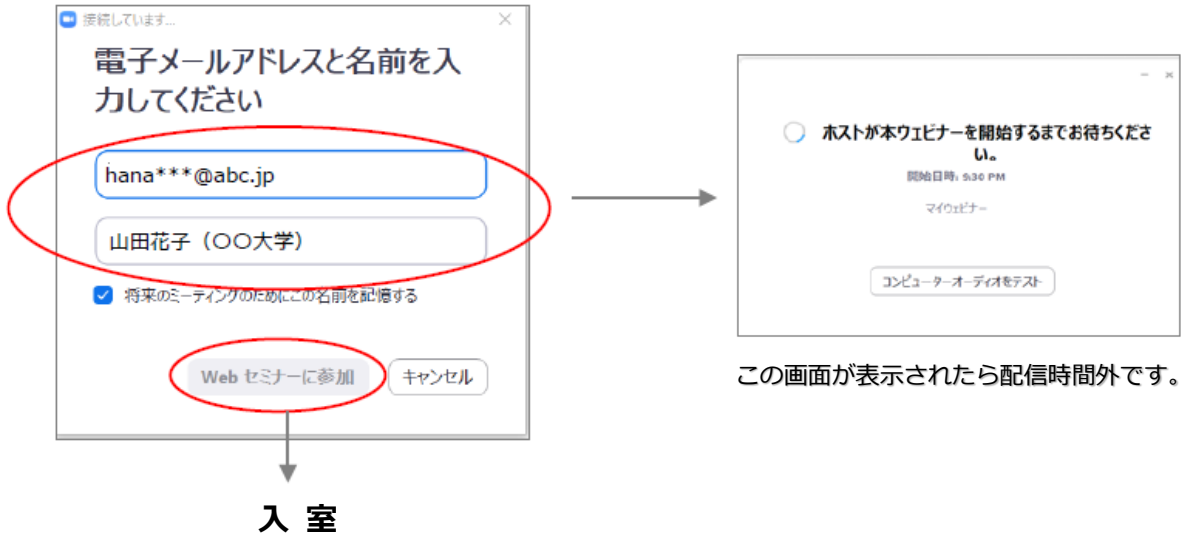 接続しています...
電子メールアドレスと名前を入
力してください
hana***@abc.jp
山田花子（〇〇大学）
将来のミーティングのためにこの名前を記憶する
Web セミナーに参加
キャンセル
入 室
ホストが本ウェビナーを開始するまでお待ちくださ
い。
開始日時: 9:30 PM
マイウェビナー
コンピューターオーディオをテスト
この画面が表示されたら配信時間外です。